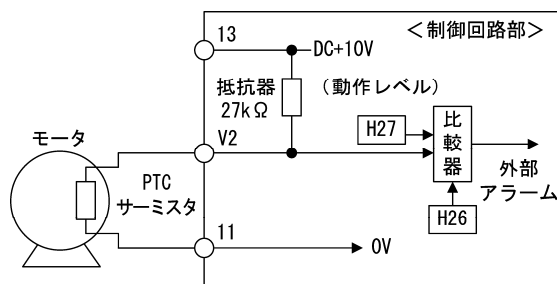 ＜制御回路部＞
13
DC+10V
抵抗器
27kΩ
(動作レベル)
モータ
V2
H27
比較器
PTC
サーミスタ
外部
アラーム
H26
11
0V